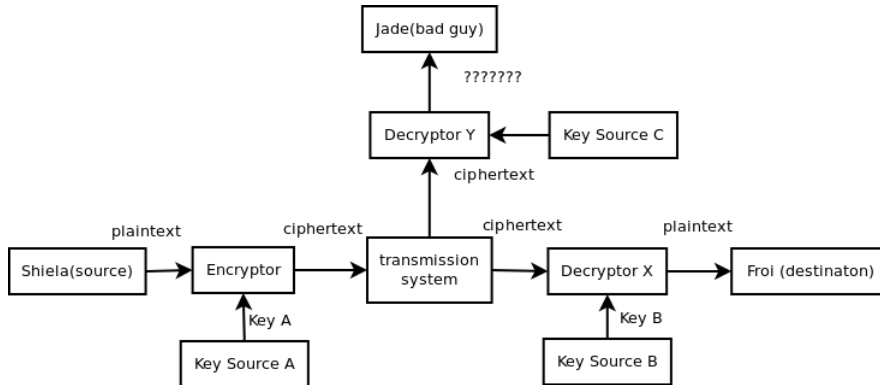 Jade(bad guy)
???????
Decryptor Y
Key Source C
ciphertext
plaintext
ciphertext
ciphertext
plaintext
Shiela(source)
Encryptor
transmission
system
Decryptor X
Froi (destinaton)
Key A
Key B
Key Source A
Key Source B